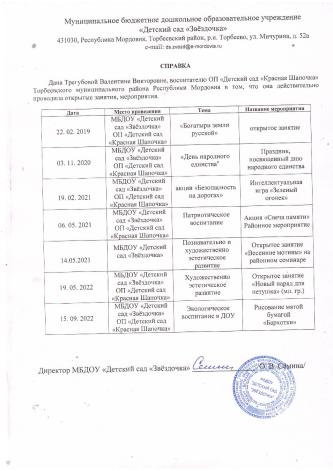 Муниципальное бюджетное дошкольное образовательное учреждение
«Детский сад «Звёздочка»
431030, Республика Мордовия, Торбеевский район, р.п. Торбеево, ул. Мичурина, д. 52а
e-mail: ds.zvezd@e-mordovia.ru
СПРАВКА
Дана Трегубовой Валентине Викторовне, воспитателю ОП «Детский сад «Красная Шапочка»
Торбеевского муниципального района Республики Мордовия в том, что она действительно
проводила открытые занятия, мероприятия.
Дата Место проведения Тема Название мероприятия
22. 02. 2019 МБДОУ «Детский сад «Звёздочка» ОП «Детский сад «Красная Шапочка» «Богатыри земли русской» открытое занятие
03. 11. 2020 МБДОУ «Детский сад «Звёздочка» ОП «Детский сад «Красная Шапочка» «День народного единства" Праздник, посвященный дню народного единства
19. 02. 2021 МБДОУ «Детский сад «Звёздочка» ОП «Детский сад «Красная Шапочка» акция «Безопасность на дорогах» Интеллектуальная игра «Зеленый огонек»
06. 05. 2021 МБДОУ «Детский сад «Звёздочка» ОП «Детский сад «Красная Шапочка» Патриотическое воспитание Акция «Свеча памяти» Районное мероприятие
14.05.2021 МБДОУ «Детский сад «Звёздочка» Познавательно и художественно эстетическое развитие Открытое занятие «Весенние мотивы» на районном семинаре
19. 05. 2022 МБДОУ «Детский сад «Звёздочка» ОП «Детский сад «Красная Шапочка» Художественно эстетическое развитие Открытое занятие «Новый наряд для петушка» (мл. гр.)
15. 09. 2022 МБДОУ «Детский сад «Звёздочка» ОП «Детский сад «Красная Шапочка» Экологическое воспитание в ДОУ Рисование мятой бумагой «Бархотки»
Директор МБДОУ «Детский сад «Звёздочка» О. В. Сёмина/